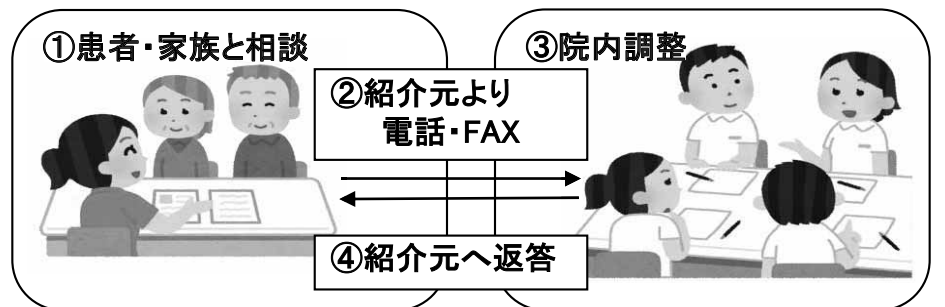 ①患者・家族と相談
②紹介元より
電話・FAX
③院内調整
④紹介元へ返答